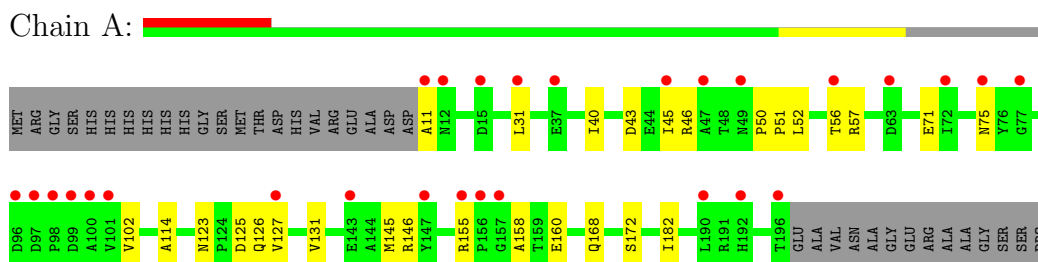 Chain A:
MET ARG GLY SER HIS HIS HIS HIS HIS HIS GLY SER MET THR ASP HIS VAL ARG GLU ALA ASP ASP A11 N12 D15 L31 E37 I40 D43 E44 I45 R46 A47 T48 N49 P50 P51 L52 T56 R57 D63 E71 I72 N75 Y76 G77
D96 D97 P98 D99 A100 V101 V102 A114 N123 P124 D125 Q126 V127 V131 E143 A144 M145 R146 Y147 R155 P156 G157 A158 T159 E160 Q168 S172 I182 L190 R191 H192 T196 GLU ALA VAL ASN ALA GLY GLU ARG ALA ALA GLY SER SER